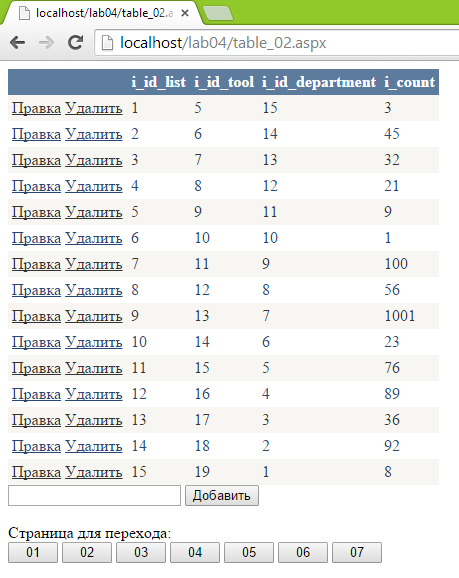 localhost/lab04/table_02.a
localhost/lab04/table_02.aspx
i_id_list i_id_tool i_id_department i_count
Правка Удалить 1 5 15 3
Правка Удалить 2 6 14 45
Правка Удалить 3 7 13 32
Правка Удалить 4 8 12 21
Правка Удалить 5 9 11 9
Правка Удалить 6 10 10 1
Правка Удалить 7 11 9 100
Правка Удалить 8 12 8 56
Правка Удалить 9 13 7 1001
Правка Удалить 10 14 6 23
Правка Удалить 11 15 5 76
Правка Удалить 12 16 4 89
Правка Удалить 13 17 3 36
Правка Удалить 14 18 2 92
Правка Удалить 15 19 1 8
Добавить
Страница для перехода:
01 02 03 04 05 06 07